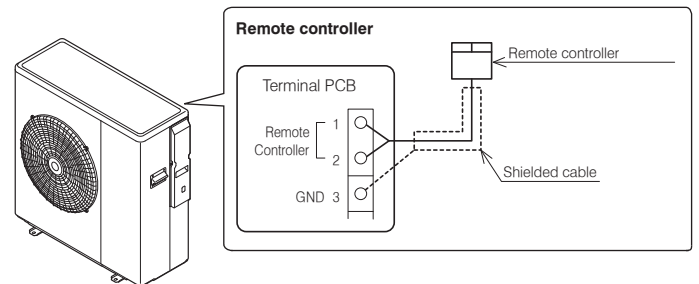 Remote controller
Remote controller
Terminal PCB
1
Remote
Controller
2
Shielded cable
GND 3